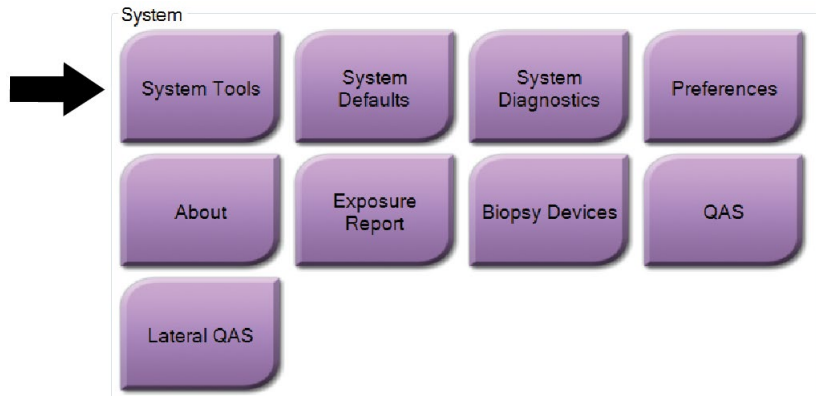 System
System Tools
System
Defaults
System
Diagnostics
Preferences
About
Exposure
Report
Biopsy Devices
QAS
Lateral QAS